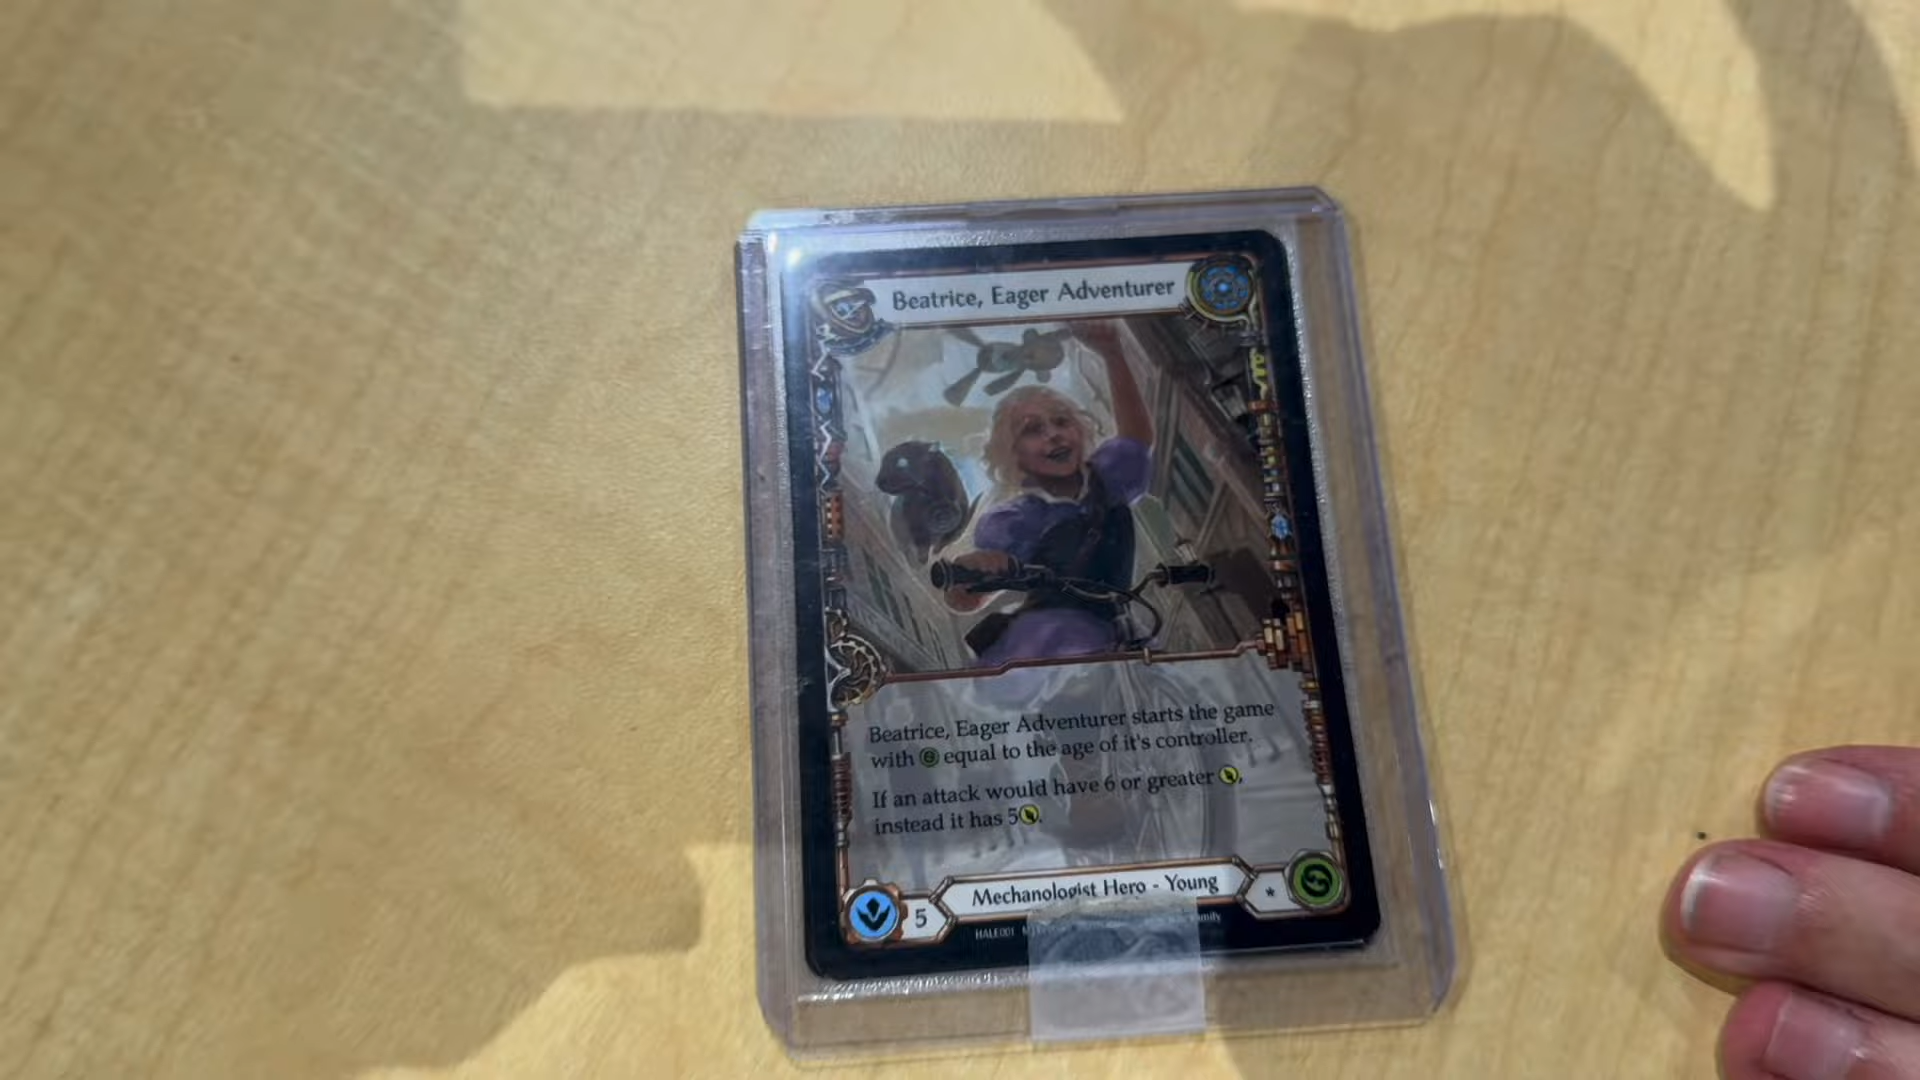 Beatrice, Eager Adventurer
Beatrice, Eager Adventurer starts the game
with equal to the age of it's controller.
If an attack would have 6 or greater ,
instead it has 5 .
5
Mechanologist Hero - Young
*
HALE001